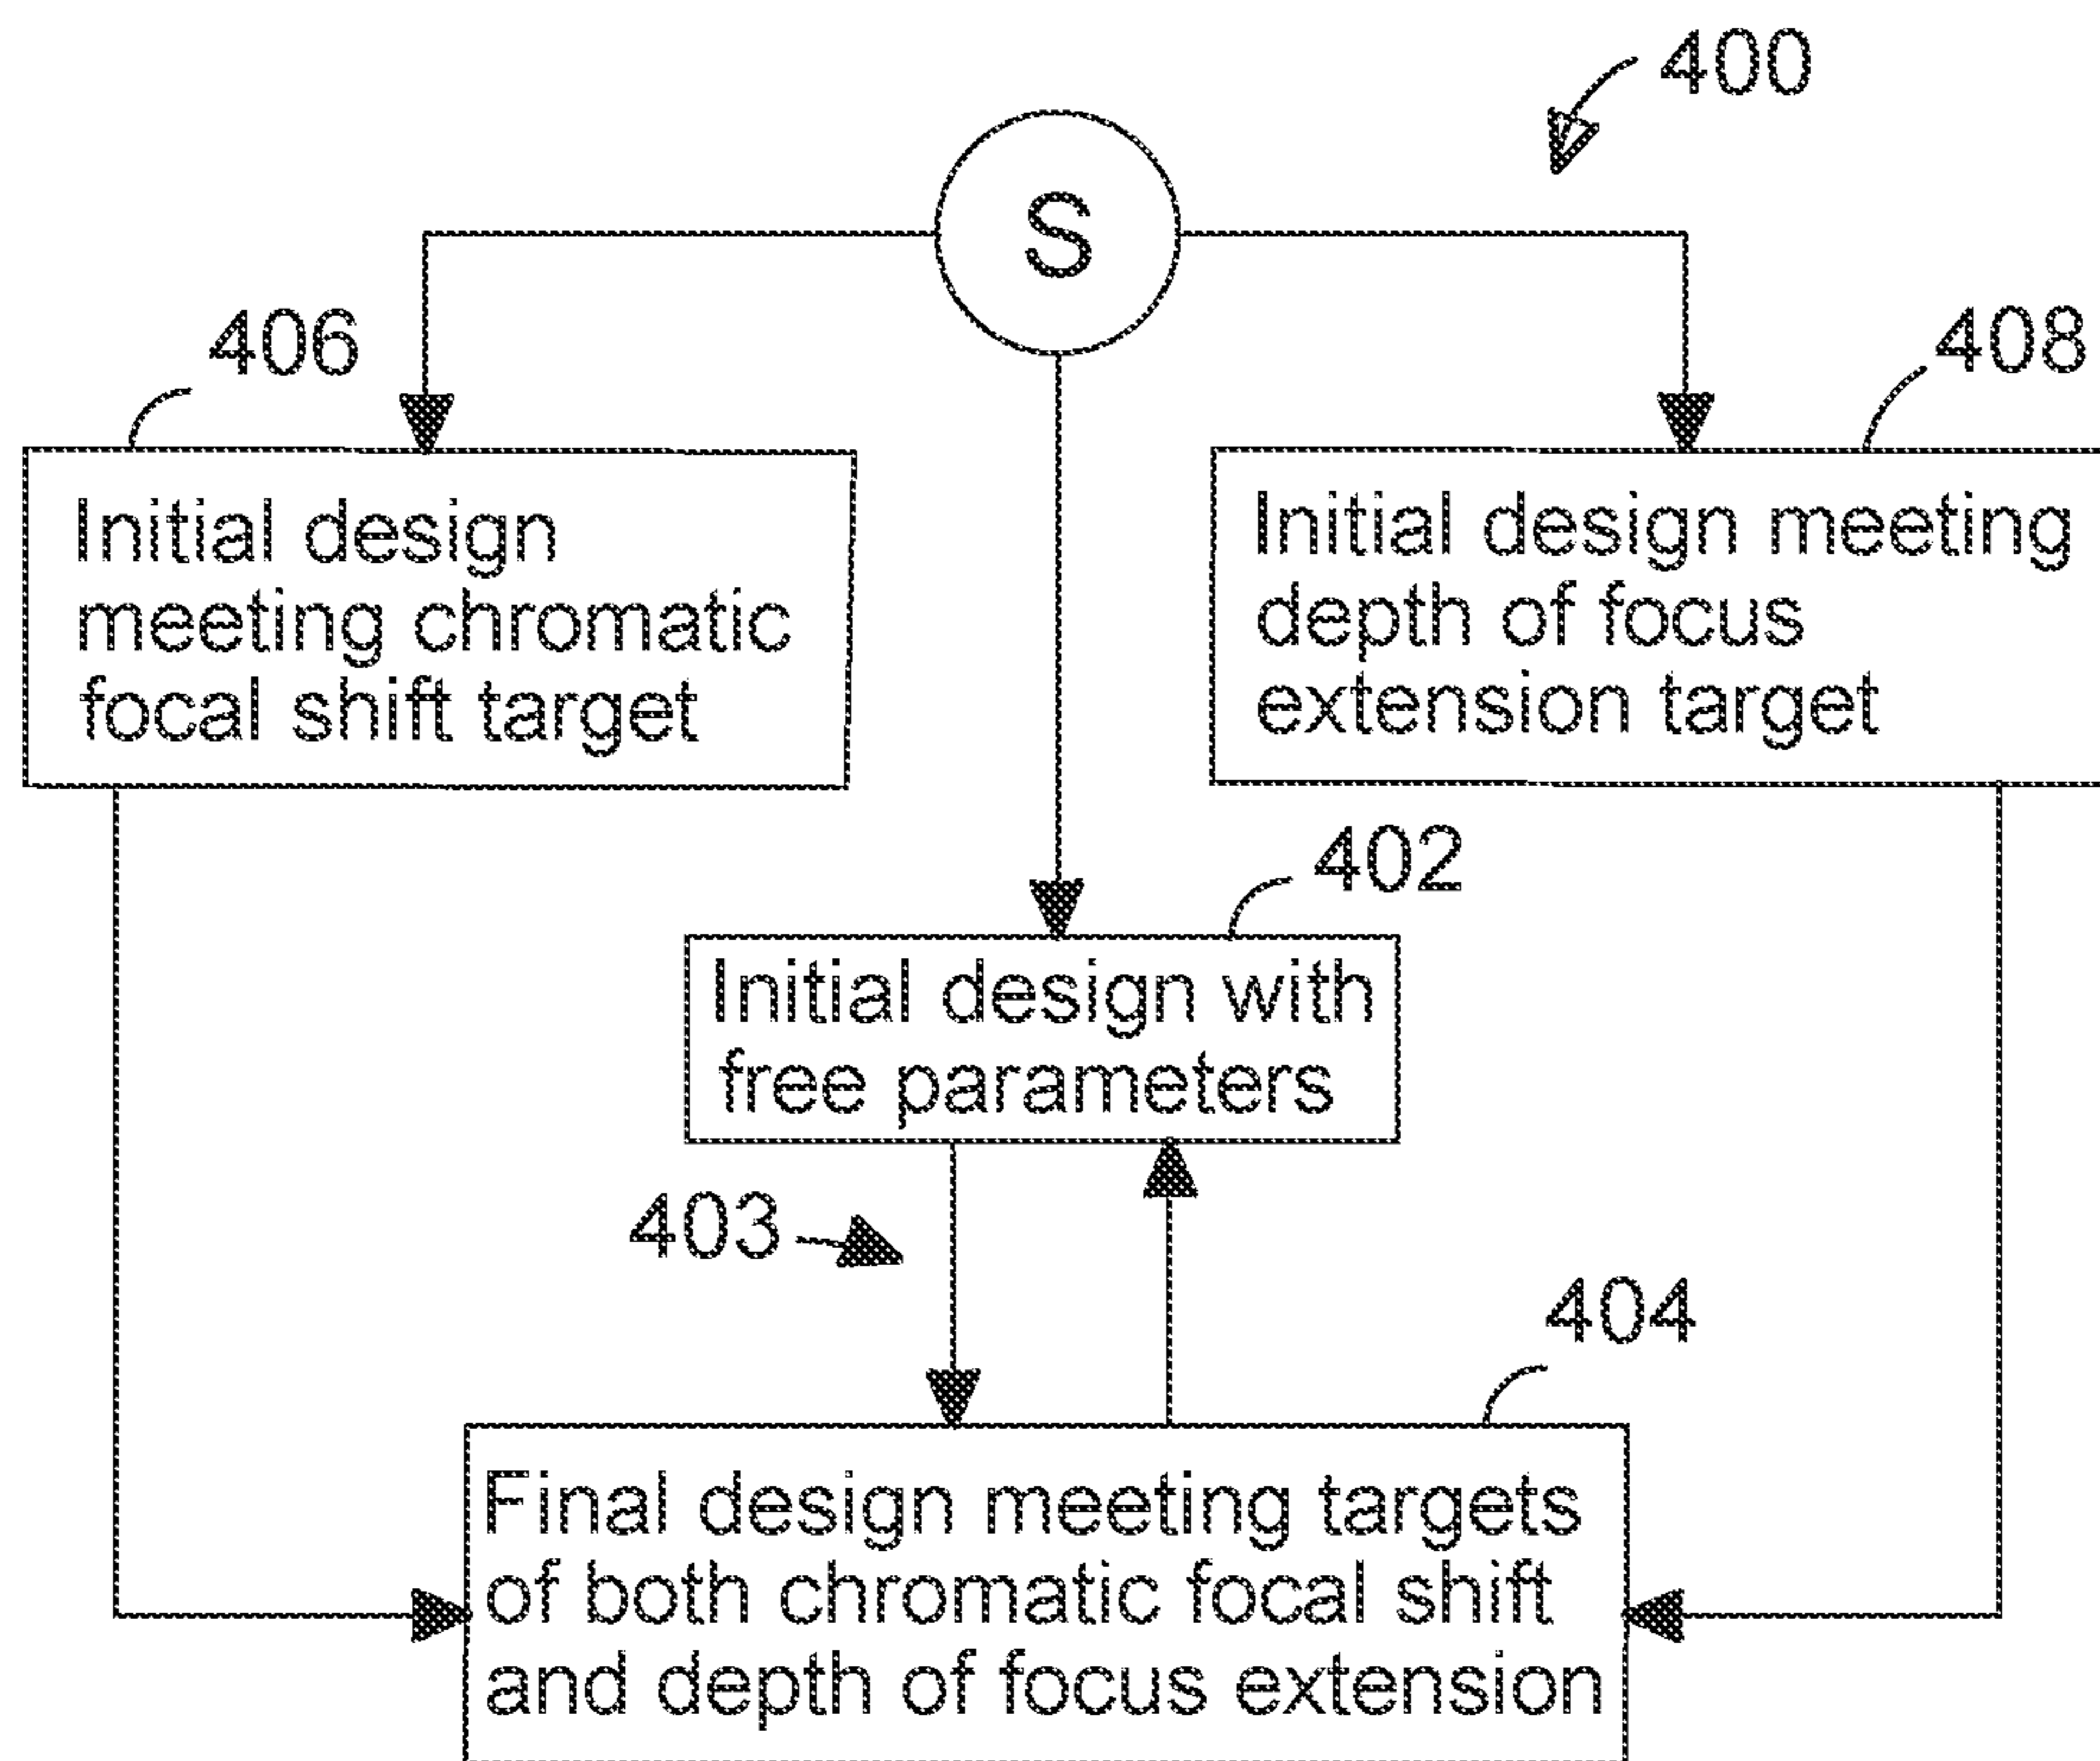 400
S
406
408
Initial design
meeting chromatic
focal shift target
Initial design meeting
depth of focus
extension target
402
Initial design with
free parameters
403
404
Final design meeting targets
of both chromatic focal shift
and depth of focus extension